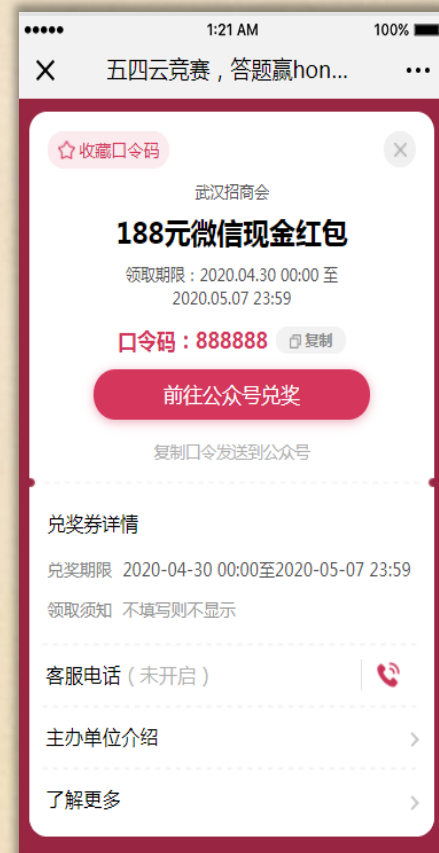 1:21 AM
100%
五四云竞赛，答题赢hon...
收藏口令码
武汉招商会
188元微信现金红包
领取期限：2020.04.30 00:00 至
2020.05.07 23:59
口令码：888888 复制
前往公众号兑奖
复制口令发送到公众号
兑奖券详情
兑奖期限 2020-04-30 00:00至2020-05-07 23:59
领取须知 不填写则不显示
客服电话（未开启）
主办单位介绍
了解更多